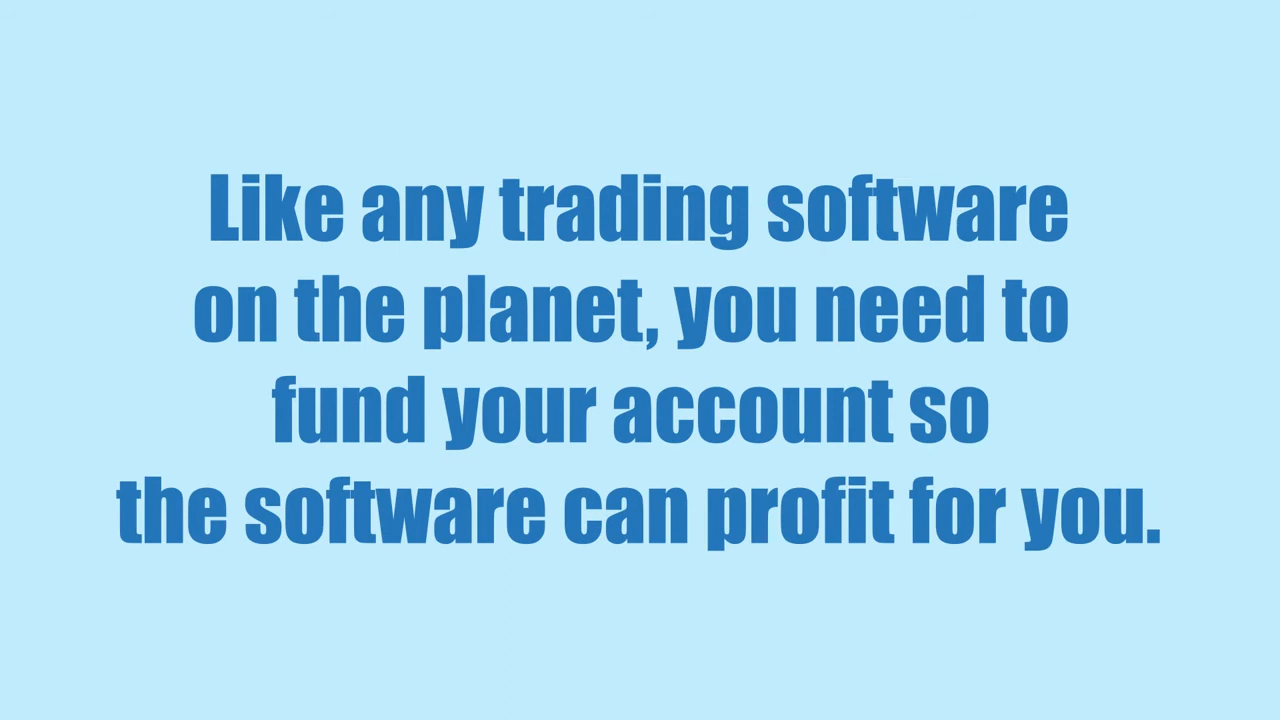 Like any trading software
on the planet, you need to
fund your account so
the software can profit for you.